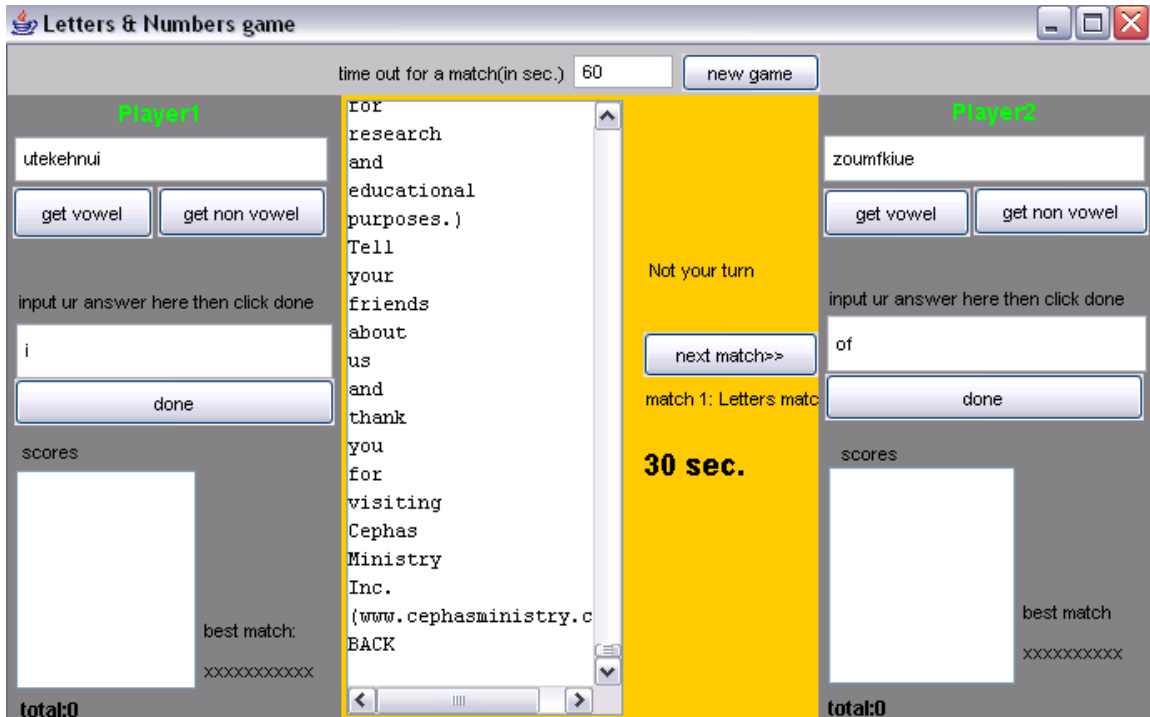 Letters & Numbers game
time out for a match(in sec.) 60 new game
Player1
utekehnui
get vowel get non vowel
input ur answer here then click done
i
done
scores
best match:
xxxxxxxxxxx
total:0
for
research
and
educational
purposes.)
Tell
your
friends
about
us
and
thank
you
for
visiting
Cephas
Ministry
Inc.
(www.cephasministry.c
BACK
Not your turn
next match>>
match 1: Letters matc
30 sec.
Player2
zoumfkiue
get vowel get non vowel
input ur answer here then click done
of
done
scores
best match
xxxxxxxxxx
total:0